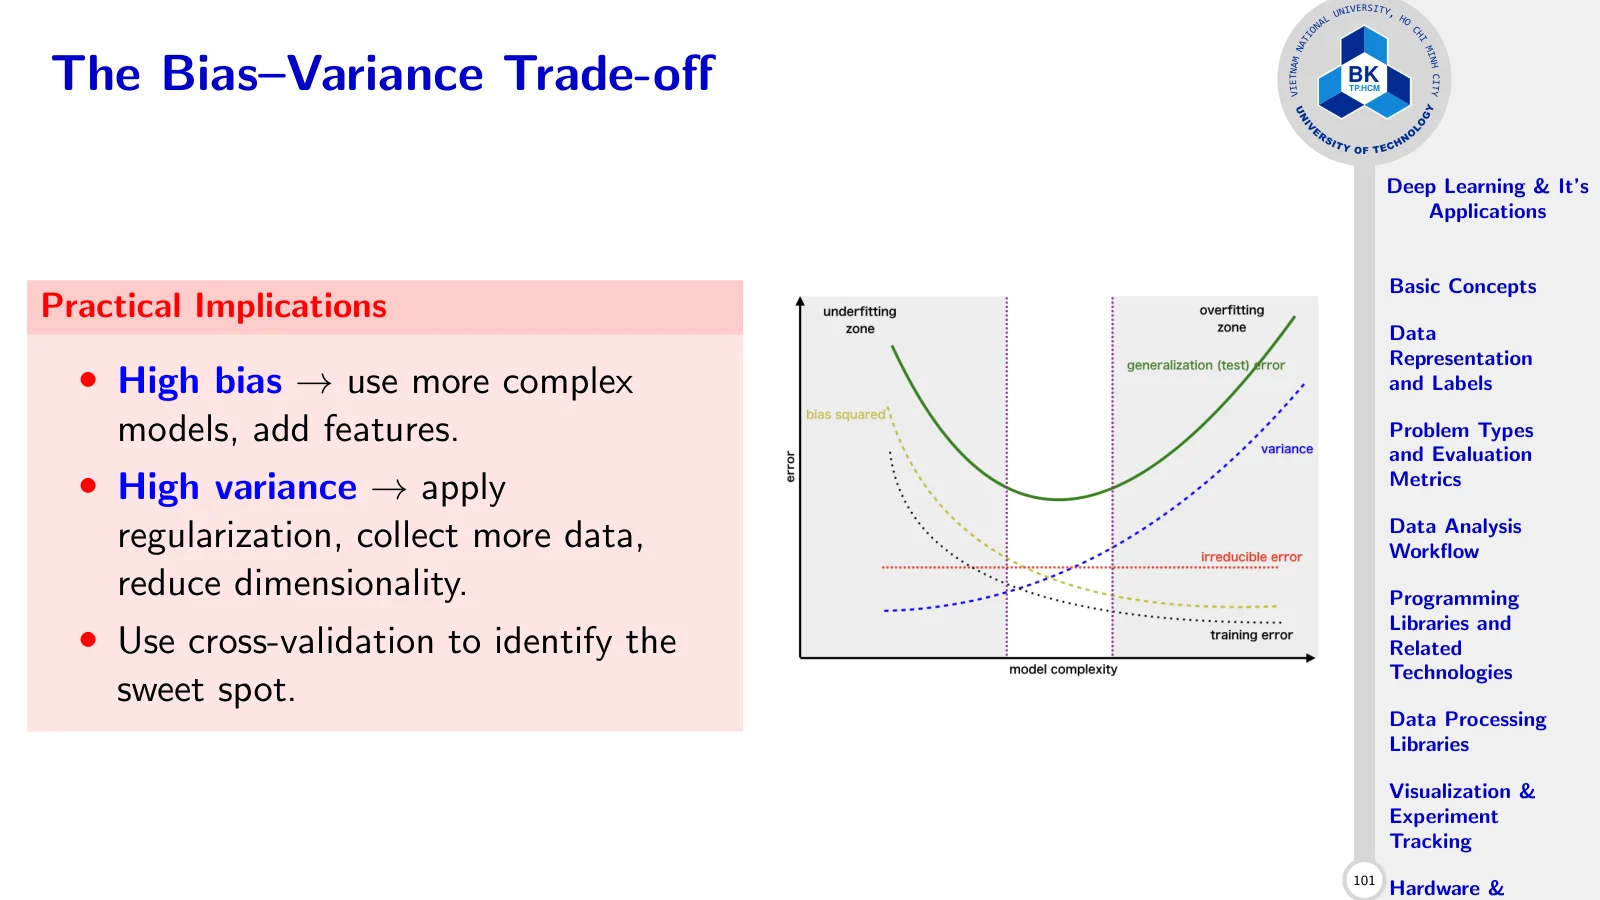 The Bias–Variance Trade-off
Practical Implications
• High bias → use more complex
models, add features.
• High variance → apply
regularization, collect more data,
reduce dimensionality.
• Use cross-validation to identify the
sweet spot.
underfitting
zone
overfitting
zone
generalization (test) error
bias squared
variance
error
irreducible error
training error
model complexity
VIETNAM NATIONAL UNIVERSITY, HO CHI MINH CITY
BK
TP.HCM
UNIVERSITY OF TECHNOLOGY
Deep Learning & It's
Applications
Basic Concepts
Data
Representation
and Labels
Problem Types
and Evaluation
Metrics
Data Analysis
Workflow
Programming
Libraries and
Related
Technologies
Data Processing
Libraries
Visualization &
Experiment
Tracking
Hardware &
101